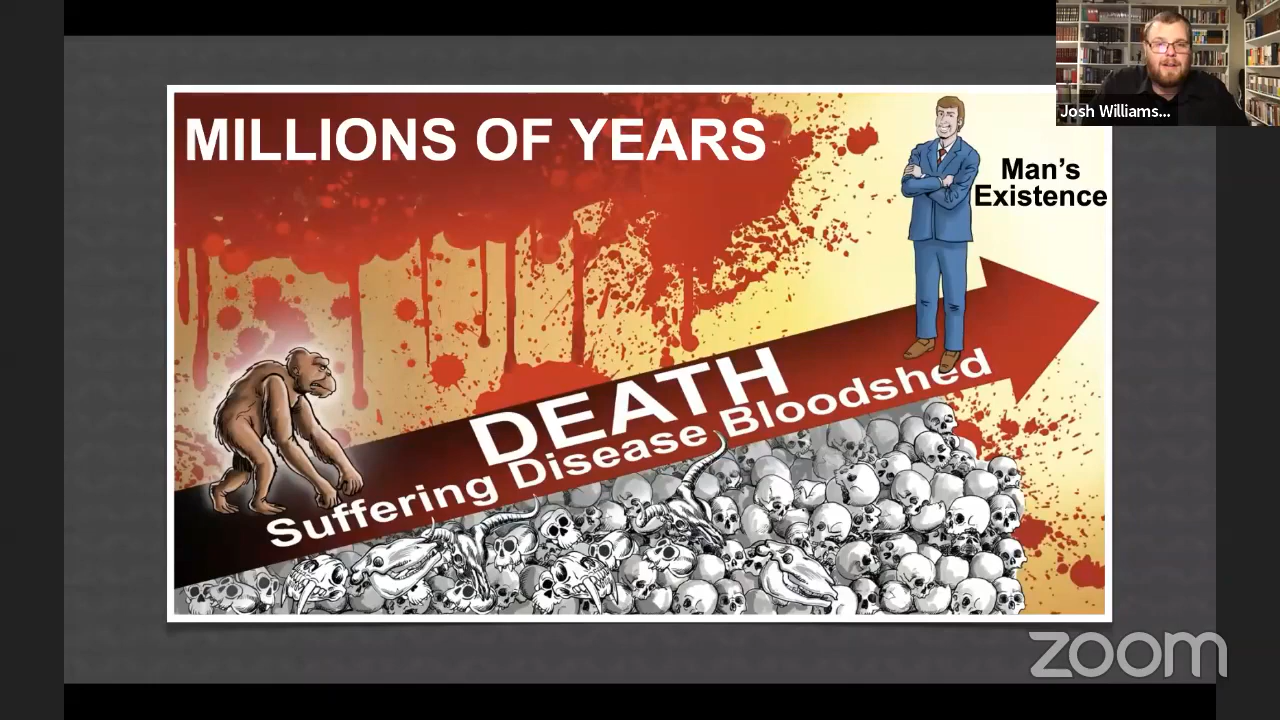 MILLIONS OF YEARS
Man's
Existence
DEATH
Suffering Disease Bloodshed
Josh Williams...
zoom